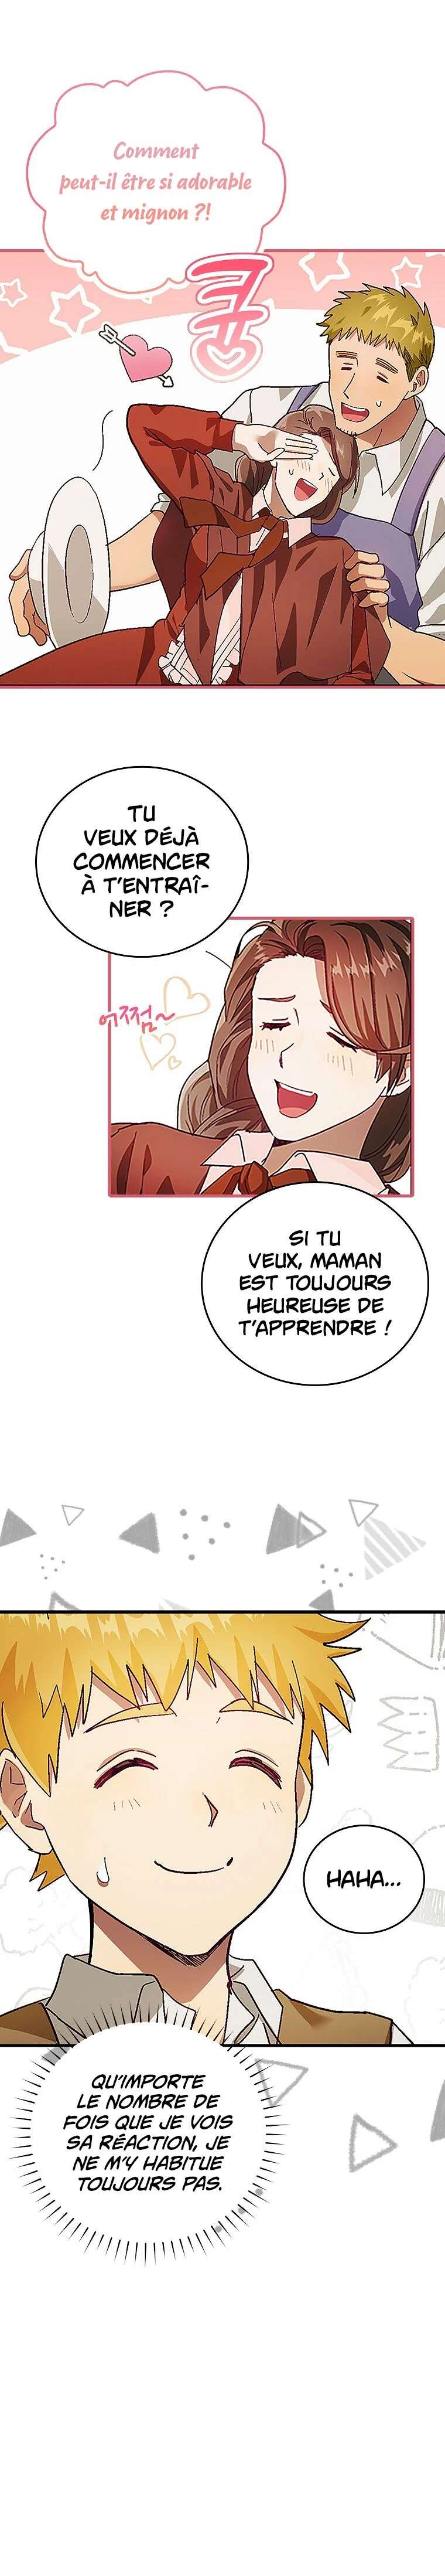 Comment
peut-il être si adorable
et mignon ?!
쿠
TU
VEUX DÉJÀ
COMMENCER
À T'ENTRAÎ-
NER ?
어쩜~
SI TU
VEUX, MAMAN
EST TOUJOURS
HEUREUSE DE
T'APPRENDRE !
HAHA...
QU'IMPORTE
LE NOMBRE DE
FOIS QUE JE VOIS
SA RÉACTION, JE
NE M'Y HABITUE
TOUJOURS PAS.